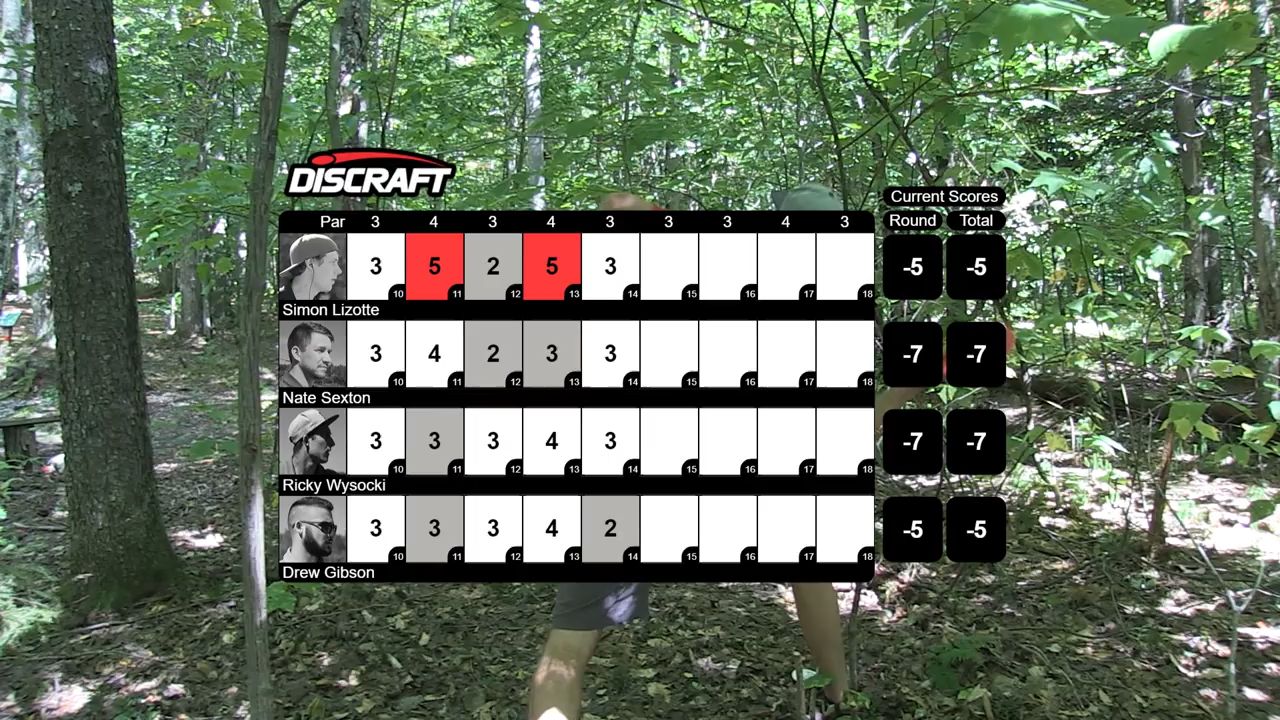 DISCRAFT
Current Scores
Par 3 4 3 4 3 3 3 4 3 Round Total
3 5 2 5 3 -5 -5
10 11 12 13 14 15 16 17 18
Simon Lizotte
3 4 2 3 3 -7 -7
10 11 12 13 14 15 16 17 18
Nate Sexton
3 3 3 4 3 -7 -7
10 11 12 13 14 15 16 17 18
Ricky Wysocki
3 3 3 4 2 -5 -5
10 11 12 13 14 15 16 17 18
Drew Gibson